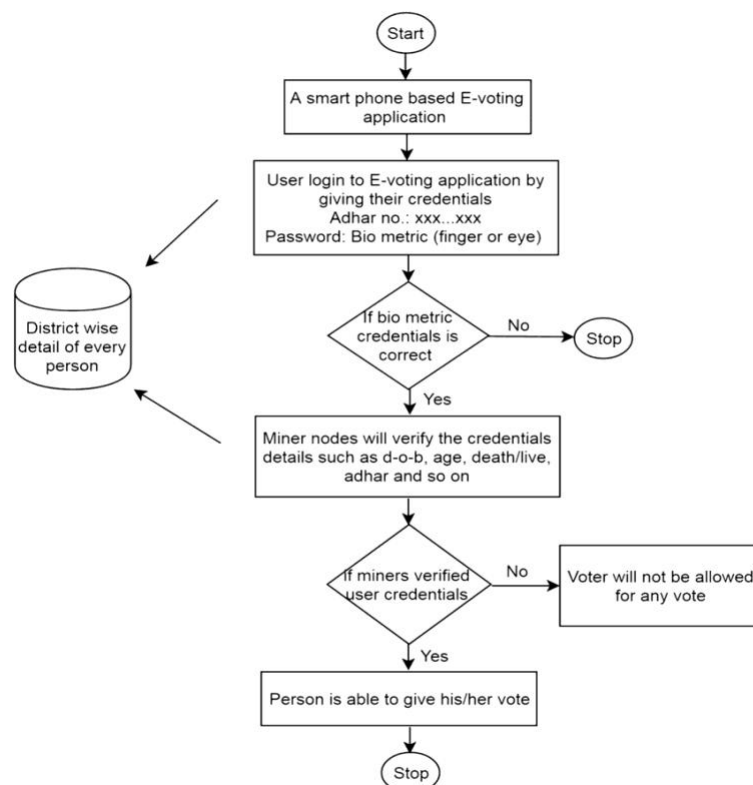 Start
A smart phone based E-voting
application
User login to E-voting application by
giving their credentials
Adhar no.: xxx...xxx
Password: Bio metric (finger or eye)
District wise
detail of every
person
If bio metric
credentials is
correct
No
Stop
Yes
Miner nodes will verify the credentials
details such as d-o-b, age, death/live,
adhar and so on
If miners verified
user credentials
No
Voter will not be allowed
for any vote
Yes
Person is able to give his/her vote
Stop